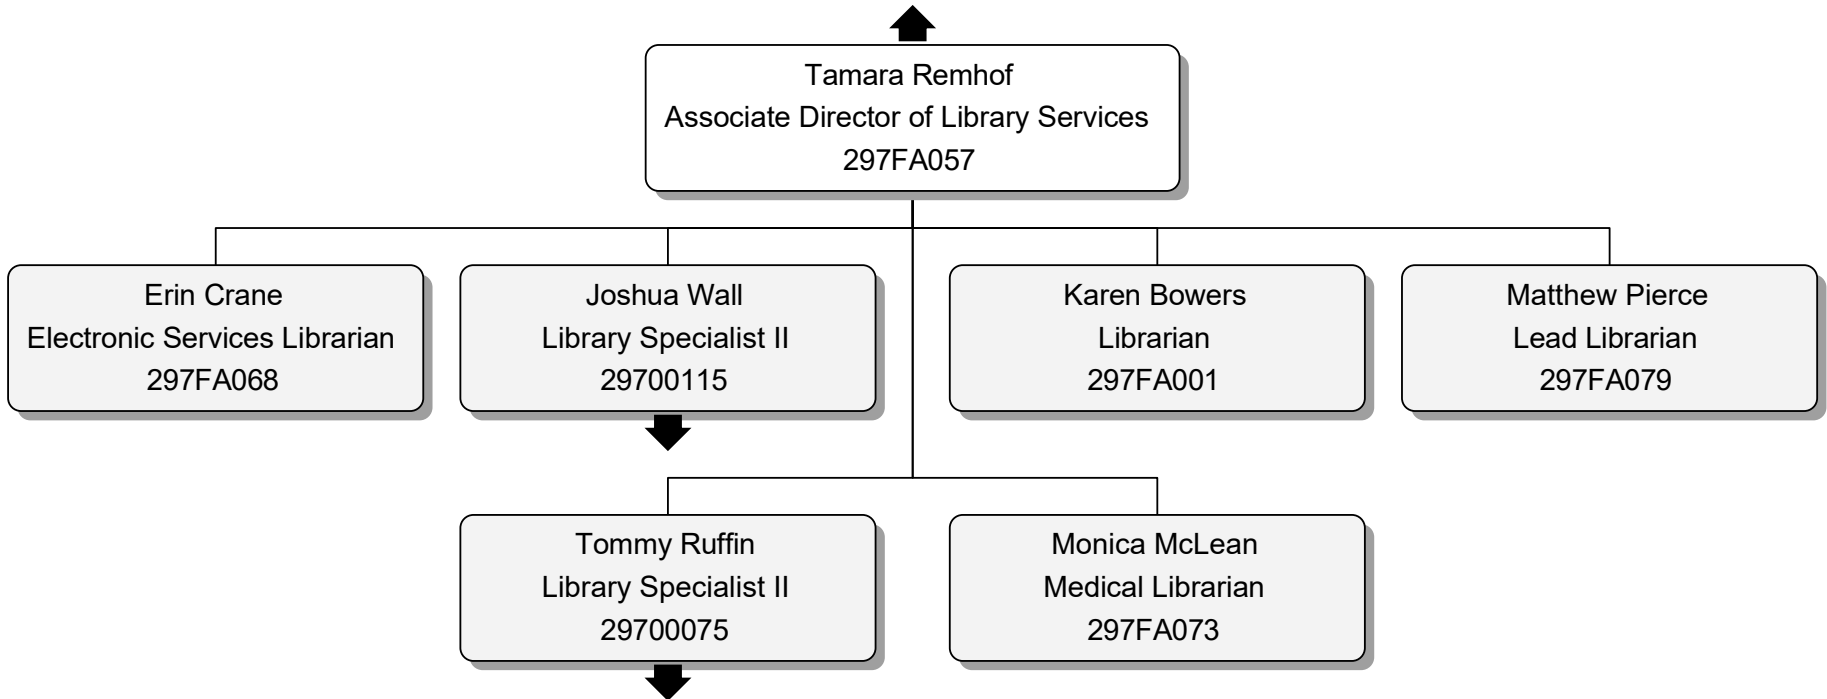 Tamara Remhof
Associate Director of Library Services
297FA057
Erin Crane
Electronic Services Librarian
297FA068
Joshua Wall
Library Specialist II
29700115
Karen Bowers
Librarian
297FA001
Matthew Pierce
Lead Librarian
297FA079
Tommy Ruffin
Library Specialist II
29700075
Monica McLean
Medical Librarian
297FA073